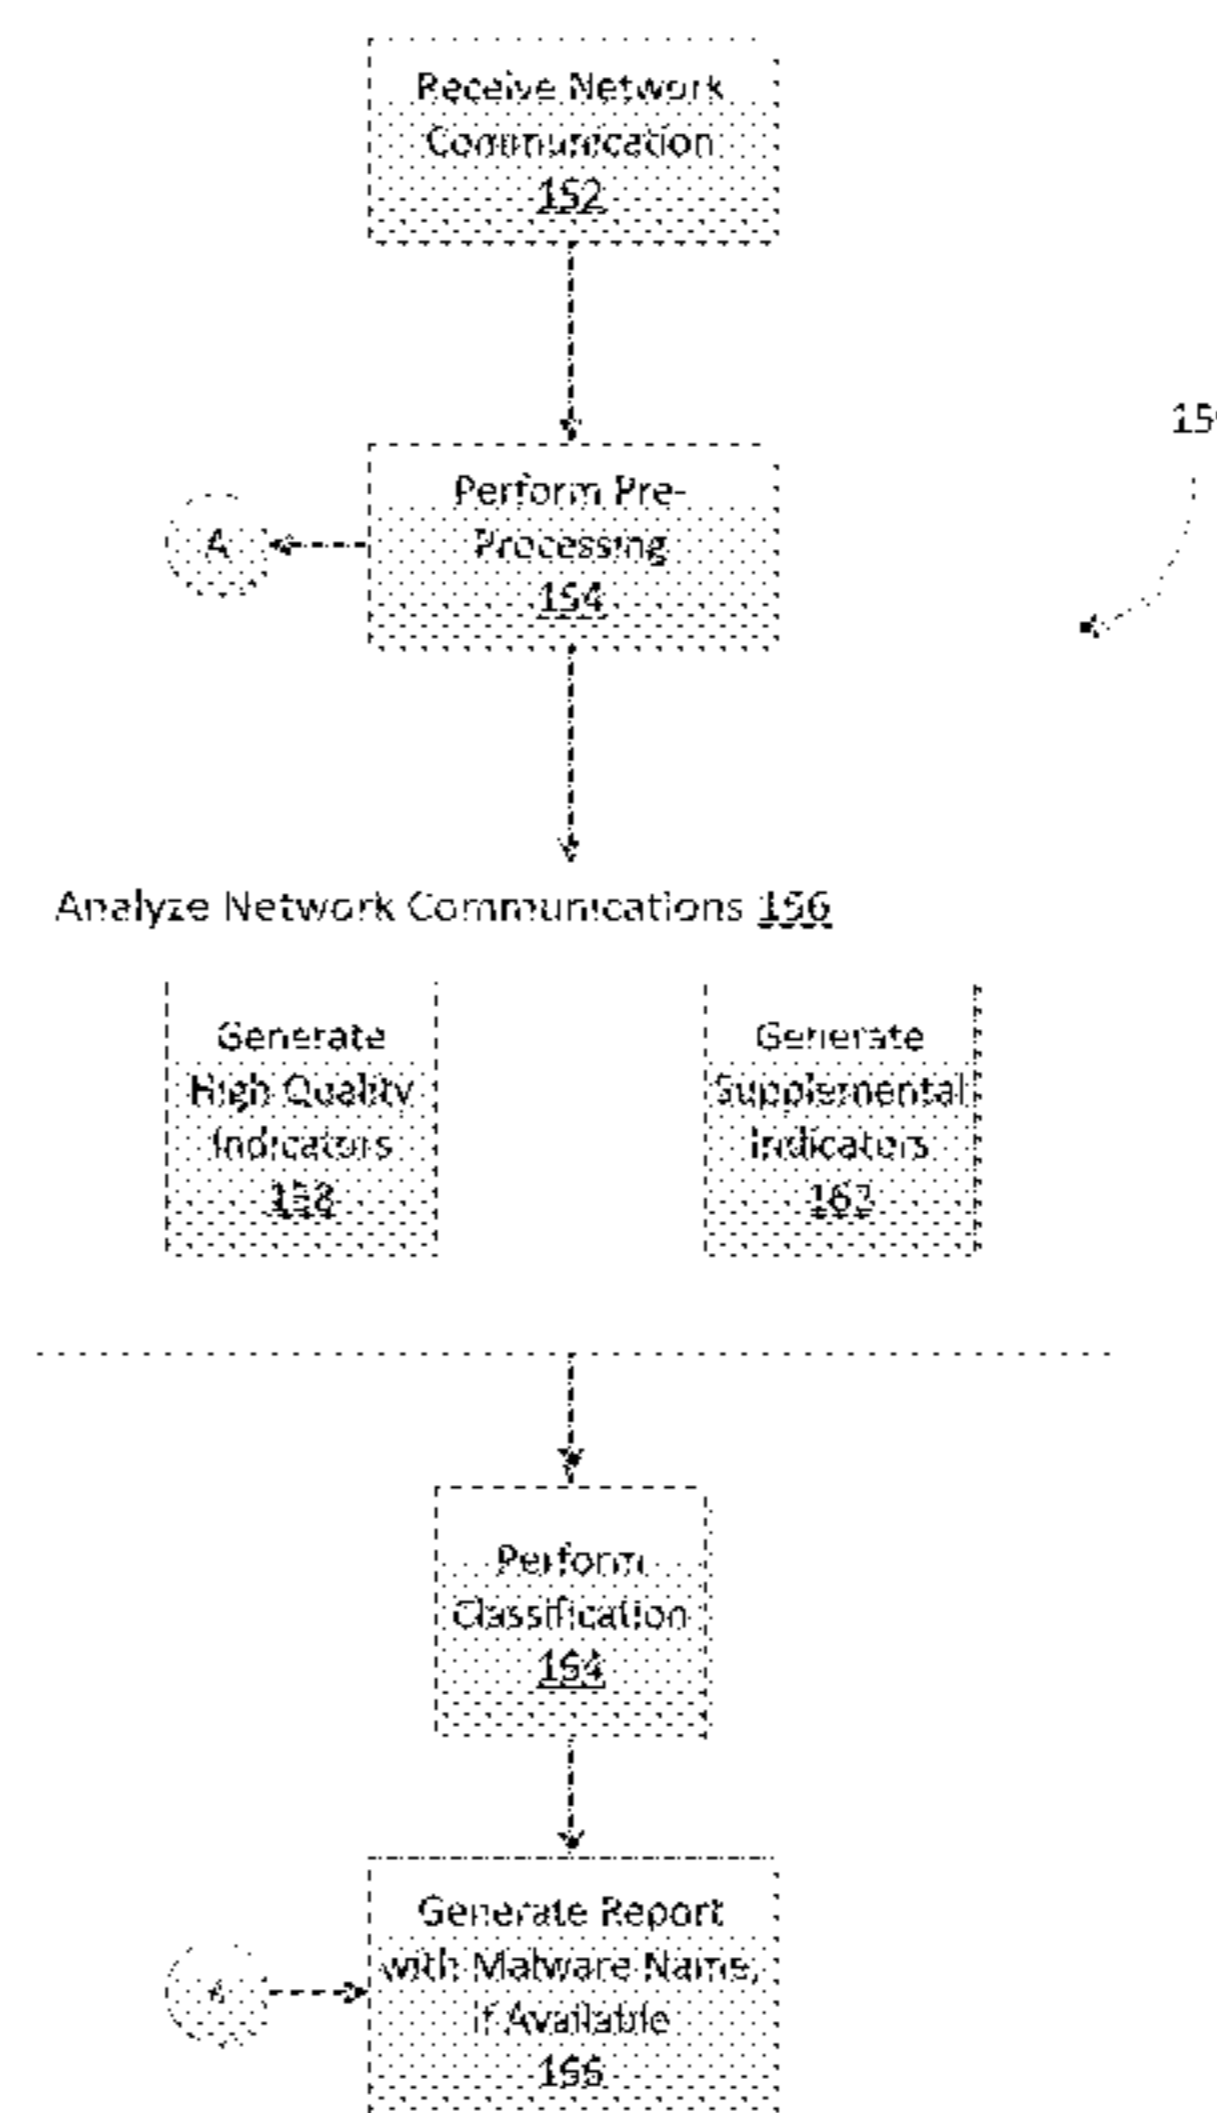 Receive Network
Communication
152
15
Perform Pre-
Processing
154
A
Analyze Network Communications 156
Generate
High Quality
Indicators
158
Generate
Supplemental
Indicators
162
Perform
Classification
164
Generate Report
with Malware Name,
if Available
166
A